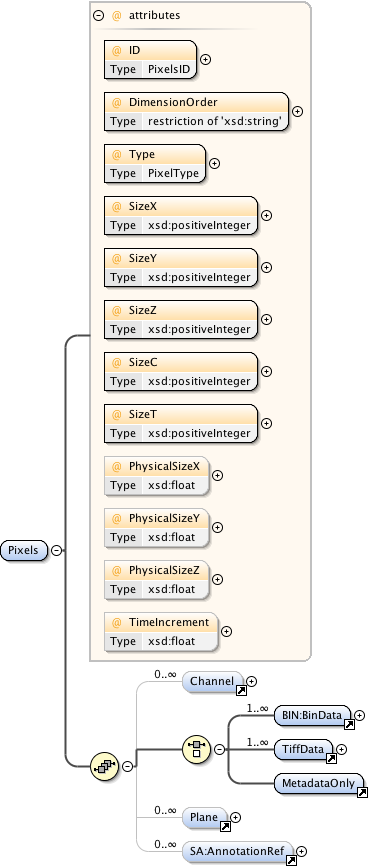 @ attributes
@ ID
Type PixelsID
@ DimensionOrder
Type restriction of 'xsd:string'
@ Type
Type PixelType
@ SizeX
Type xsd:positiveInteger
@ SizeY
Type xsd:positiveInteger
@ SizeZ
Type xsd:positiveInteger
@ SizeC
Type xsd:positiveInteger
@ SizeT
Type xsd:positiveInteger
@ PhysicalSizeX
Type xsd:float
@ PhysicalSizeY
Type xsd:float
Pixels
@ PhysicalSizeZ
Type xsd:float
@ TimeIncrement
Type xsd:float
0..∞ Channel
1..∞ BIN:BinData
1..∞ TiffData
MetadataOnly
0..∞ Plane
0..∞ SA:AnnotationRef